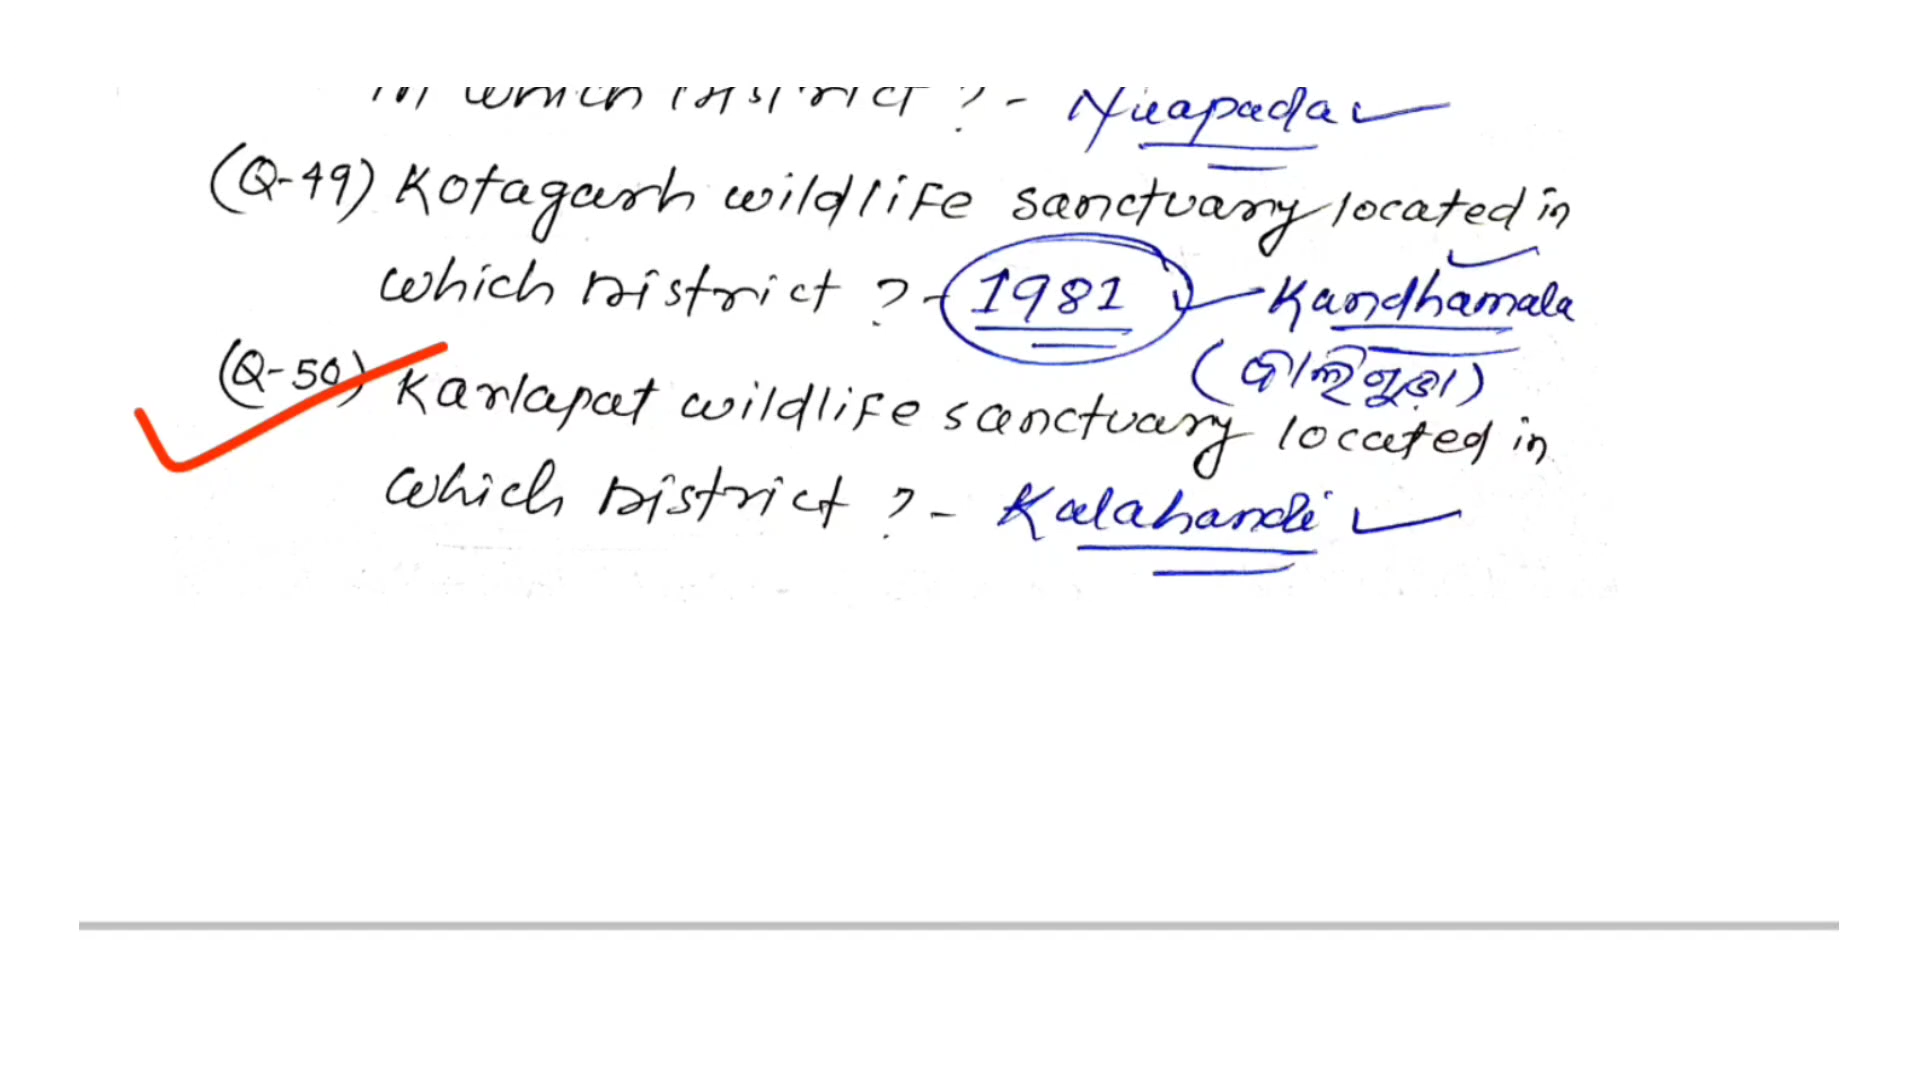 in which District ? - Nuapada
(Q-49) Kotagarh wildlife sanctuary located in
which District ? - 1981 Kandhamala
(ବାଲିଗୁଡ଼ା)
(Q-50) Karlapat wildlife sanctuary located in
which District ? - Kalahandi